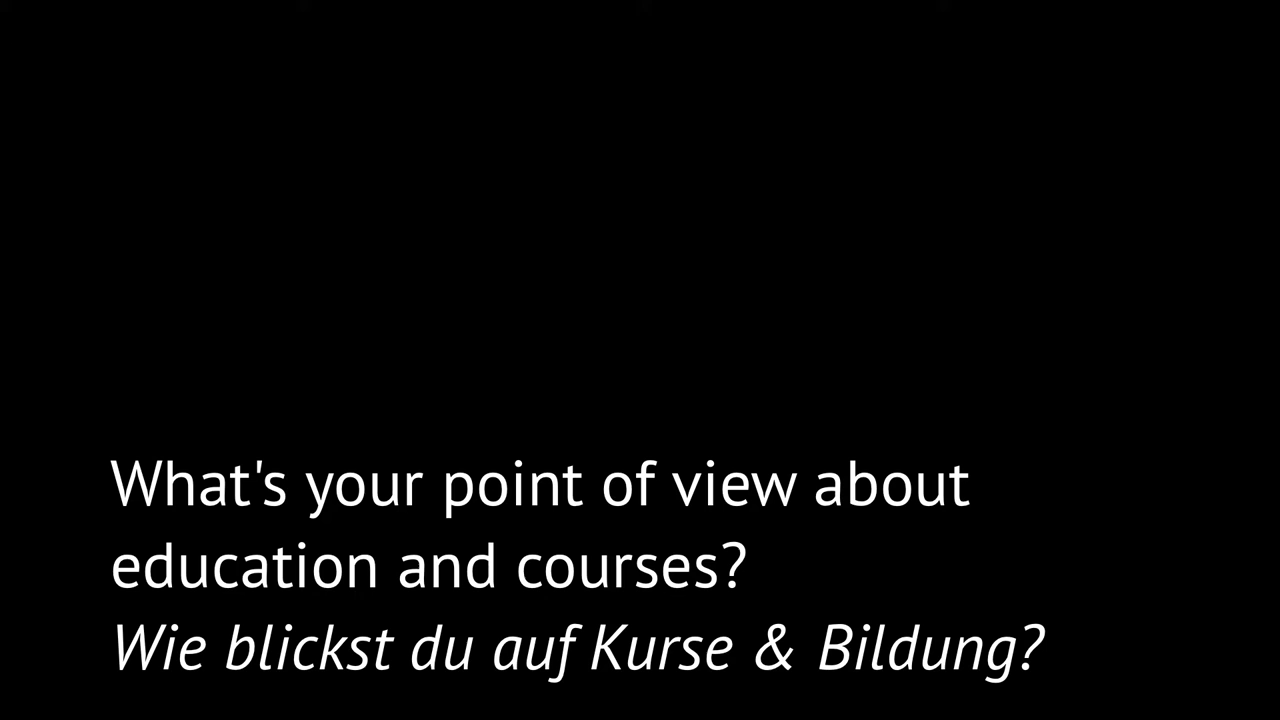 What's your point of view about
education and courses?
Wie blickst du auf Kurse & Bildung?